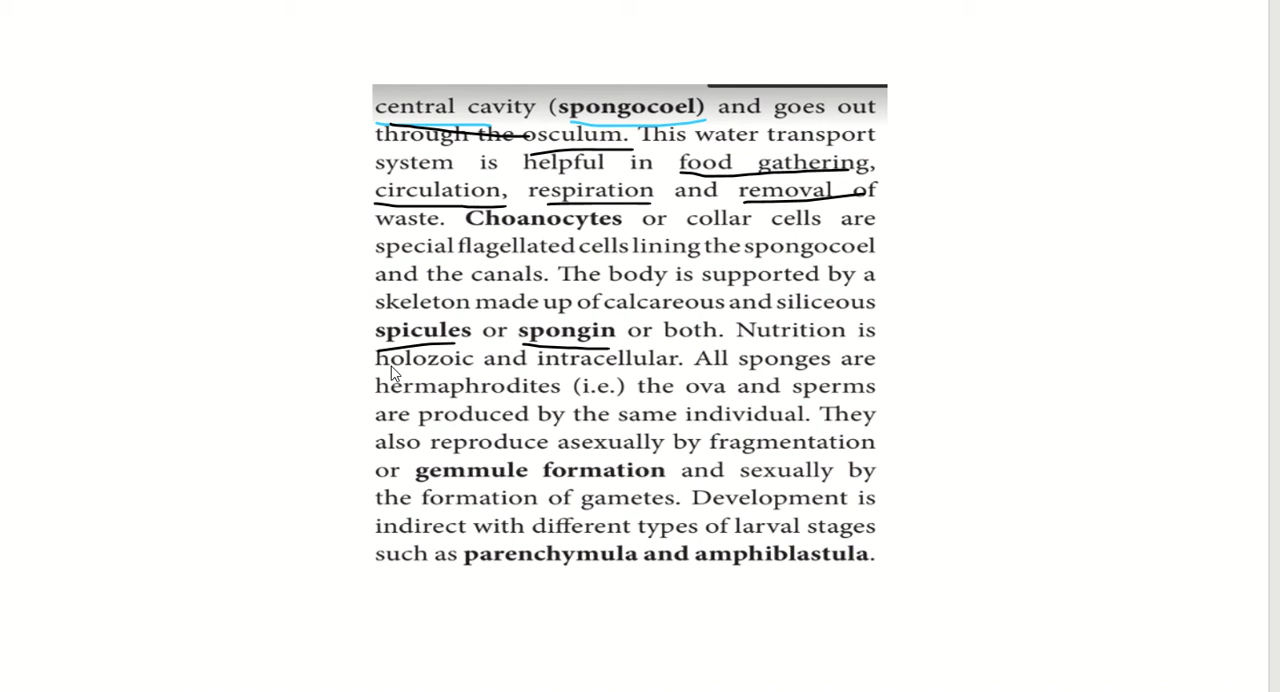 central cavity (spongocoel) and goes out
through the osculum. This water transport
system is helpful in food gathering,
circulation, respiration and removal of
waste. Choanocytes or collar cells are
special flagellated cells lining the spongocoel
and the canals. The body is supported by a
skeleton made up of calcareous and siliceous
spicules or spongin or both. Nutrition is
holozoic and intracellular. All sponges are
hermaphrodites (i.e.) the ova and sperms
are produced by the same individual. They
also reproduce asexually by fragmentation
or gemmule formation and sexually by
the formation of gametes. Development is
indirect with different types of larval stages
such as parenchymula and amphiblastula.